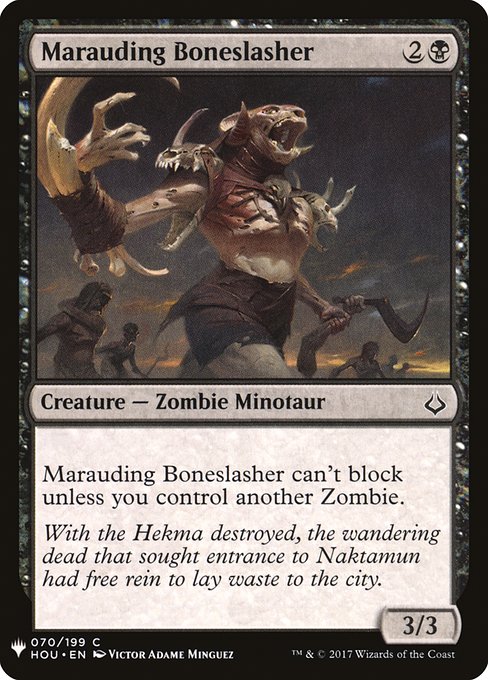 Marauding Boneslasher 2
Creature — Zombie Minotaur
Marauding Boneslasher can't block
unless you control another Zombie.
With the Hekma destroyed, the wandering
dead that sought entrance to Naktamun
had free rein to lay waste to the city.
3/3
070/199 C
HOU • EN Victor Adame Minguez
™ & © 2017 Wizards of the Coast